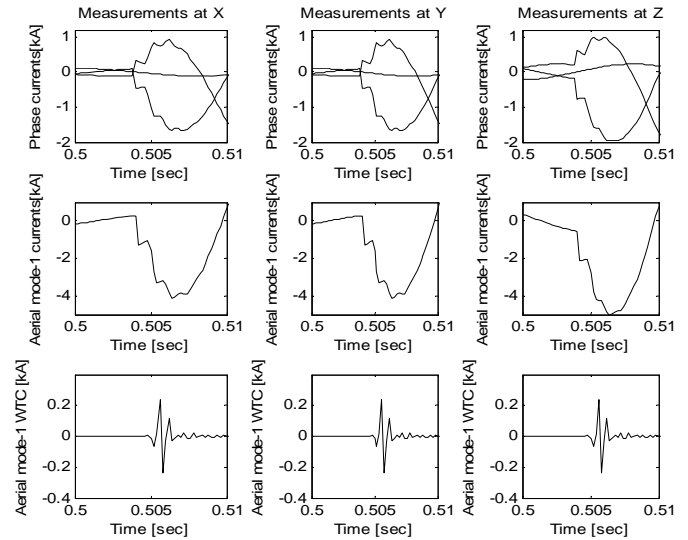 Measurements at X
Measurements at Y
Measurements at Z
Phase currents[kA]
1
0
-1
-2
0.5
0.505
0.51
Time [sec]
Phase currents[kA]
1
0
-1
-2
0.5
0.505
0.51
Time [sec]
Phase currents[kA]
1
0
-1
-2
0.5
0.505
0.51
Time [sec]
Aerial mode-1 currents[kA]
0
-2
-4
0.5
0.505
0.51
Time [sec]
Aerial mode-1 currents[kA]
0
-2
-4
0.5
0.505
0.51
Time [sec]
Aerial mode-1 currents[kA]
0
-2
-4
0.5
0.505
0.51
Time [sec]
Aerial mode-1 WTC [kA]
0.2
0
-0.2
-0.4
0.5
0.505
0.51
Time [sec]
Aerial mode-1 WTC [kA]
0.2
0
-0.2
-0.4
0.5
0.505
0.51
Time [sec]
Aerial mode-1 WTC [kA]
0.2
0
-0.2
-0.4
0.5
0.505
0.51
Time [sec]